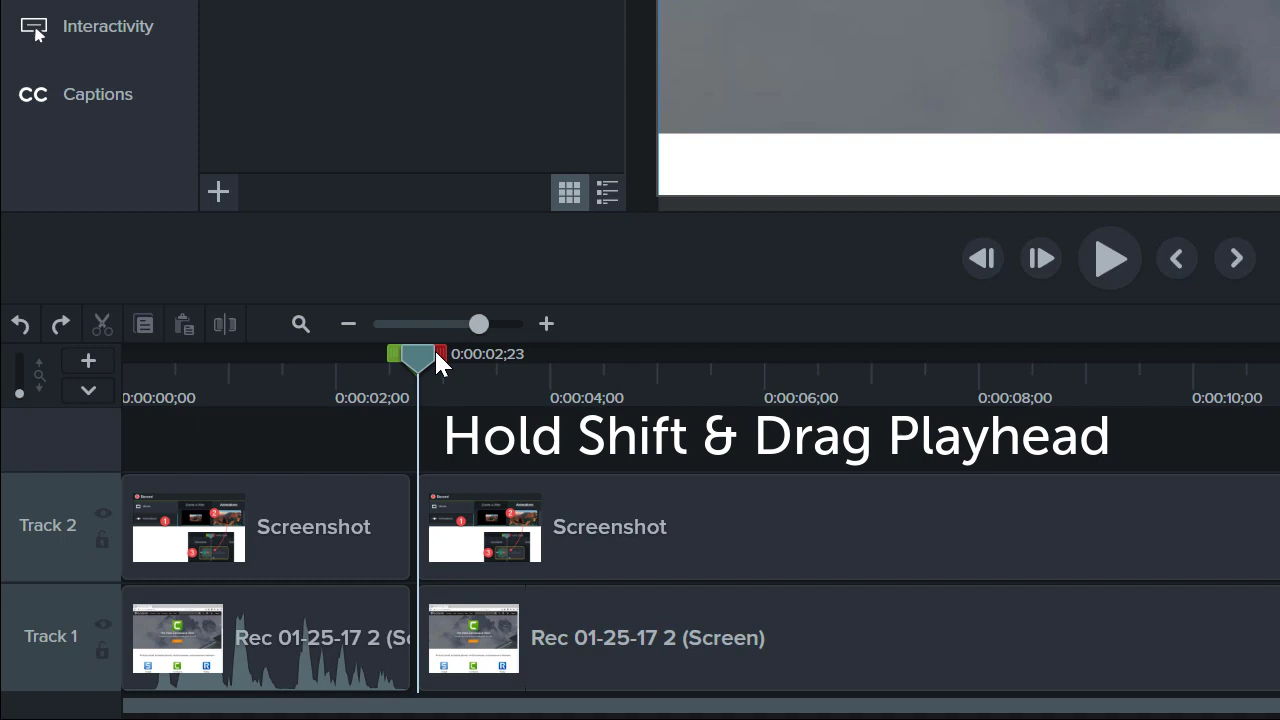 Interactivity
CC Captions
0:00:02;23
0:00:00;00 0:00:02;00 0:00:04;00 0:00:06;00 0:00:08;00 0:00:10;00
Hold Shift & Drag Playhead
Track 2 Screenshot Screenshot
Track 1 Rec 01-25-17 2 (Sc Rec 01-25-17 2 (Screen)